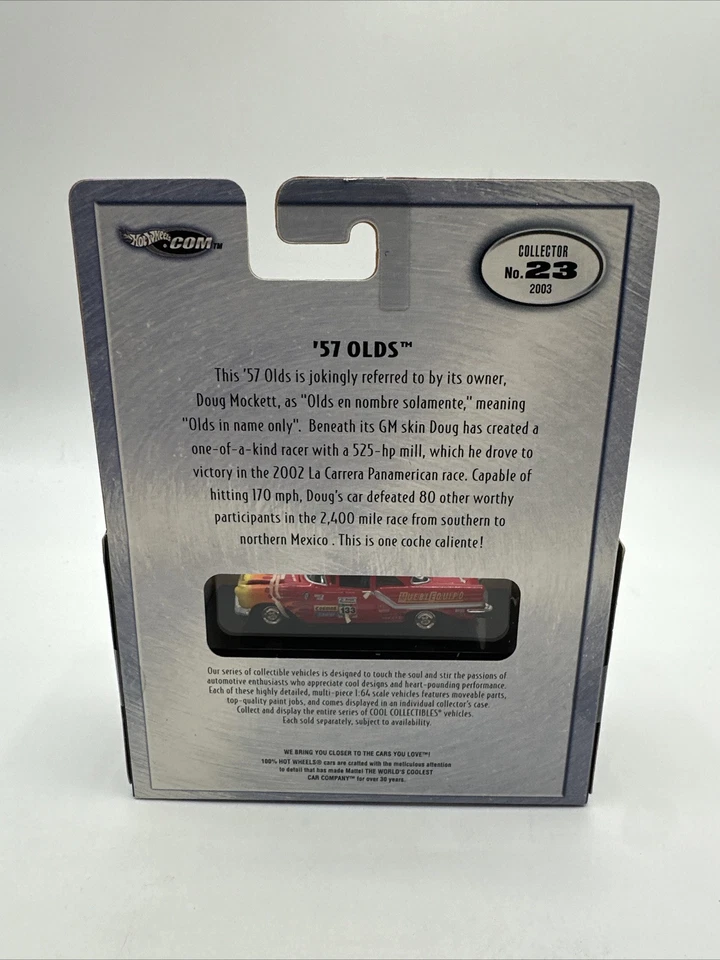 Hot Wheels .COM™
COLLECTOR
No. 23
2003
'57 OLDS™
This '57 Olds is jokingly referred to by its owner,
Doug Mockett, as "Olds en nombre solamente," meaning
"Olds in name only". Beneath its GM skin Doug has created a
one-of-a-kind racer with a 525-hp mill, which he drove to
victory in the 2002 La Carrera Panamerican race. Capable of
hitting 170 mph, Doug's car defeated 80 other worthy
participants in the 2,400 mile race from southern to
northern Mexico . This is one coche caliente!
133
Our series of collectible vehicles is designed to touch the soul and stir the passions of
automotive enthusiasts who appreciate cool designs and heart-pounding performance.
Each of these highly detailed, multi-piece 1:64 scale vehicles features moveable parts,
top-quality paint jobs, and comes displayed in an individual collector's case.
Collect and display the entire series of COOL COLLECTIBLES® vehicles.
Each sold separately, subject to availability.
WE BRING YOU CLOSER TO THE CARS YOU LOVE™!
100% HOT WHEELS® cars are crafted with the meticulous attention
to detail that has made Mattel THE WORLD'S COOLEST
CAR COMPANY™ for over 30 years.